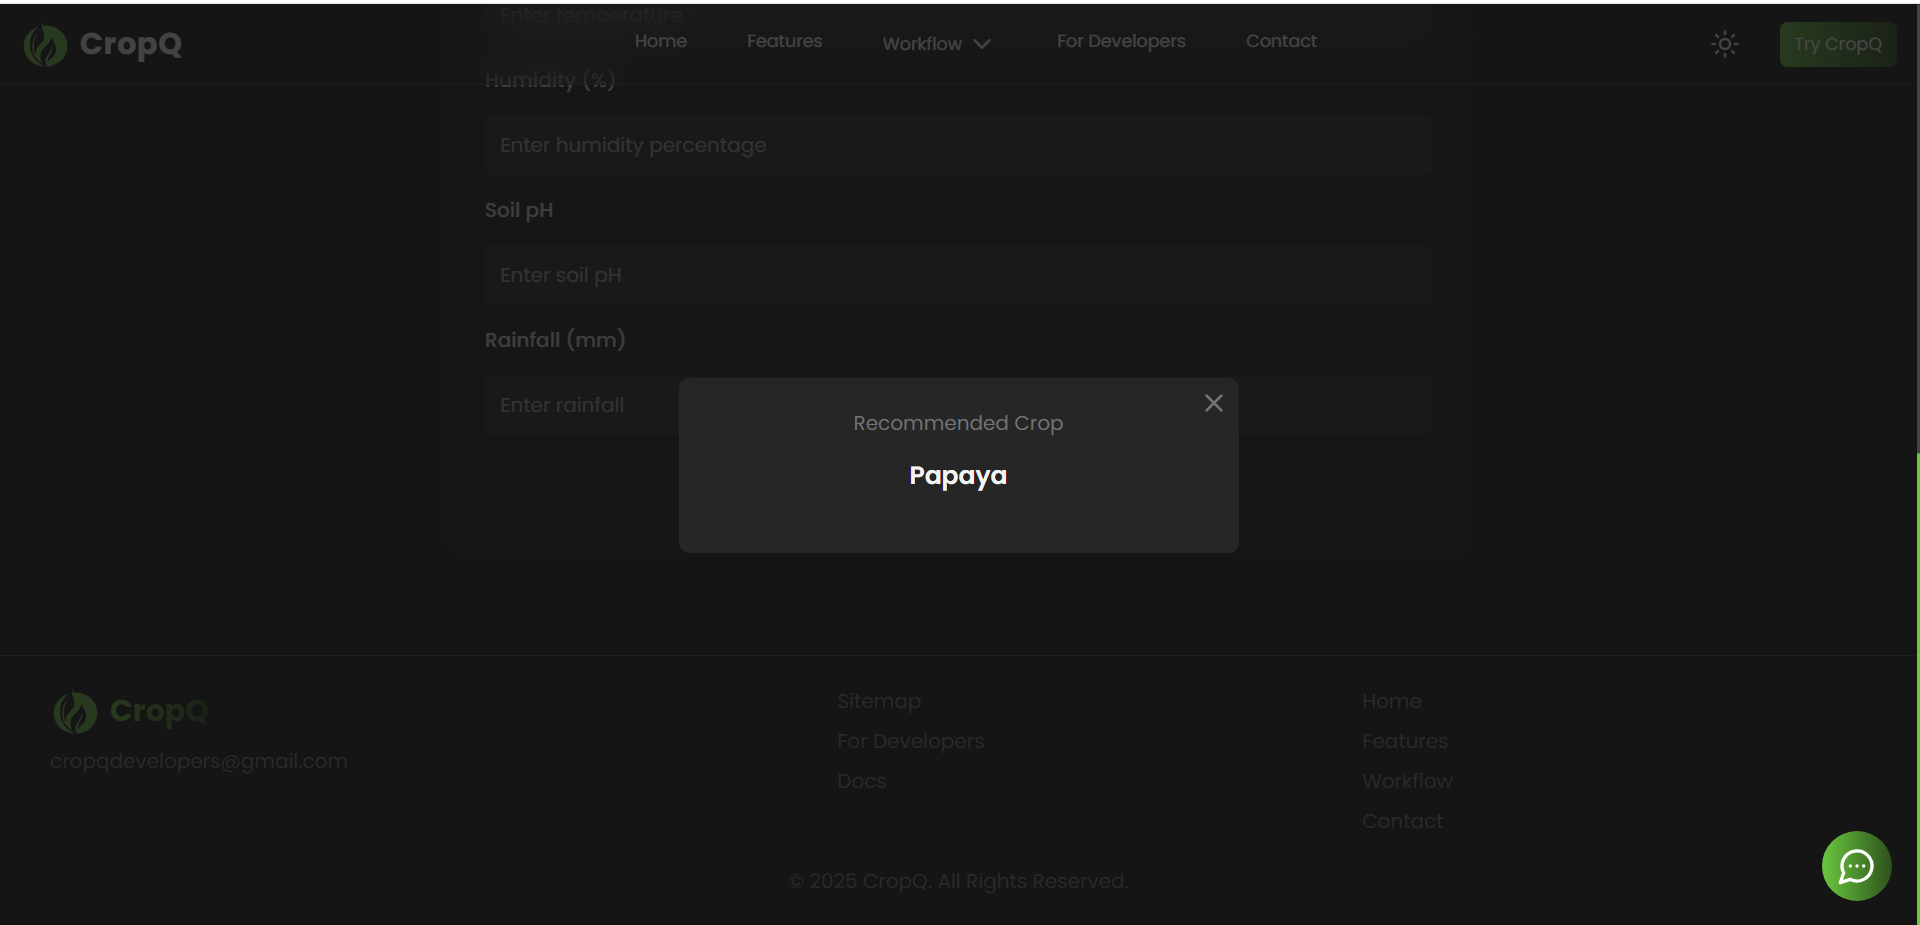 Enter temperature
CropQ
Home Features Workflow For Developers Contact
Try CropQ
Humidity (%)
Enter humidity percentage
Soil pH
Enter soil pH
Rainfall (mm)
Enter rainfall
Recommended Crop
Papaya
CropQ
cropqdevelopers@gmail.com
Sitemap
For Developers
Docs
Home
Features
Workflow
Contact
© 2025 CropQ. All Rights Reserved.